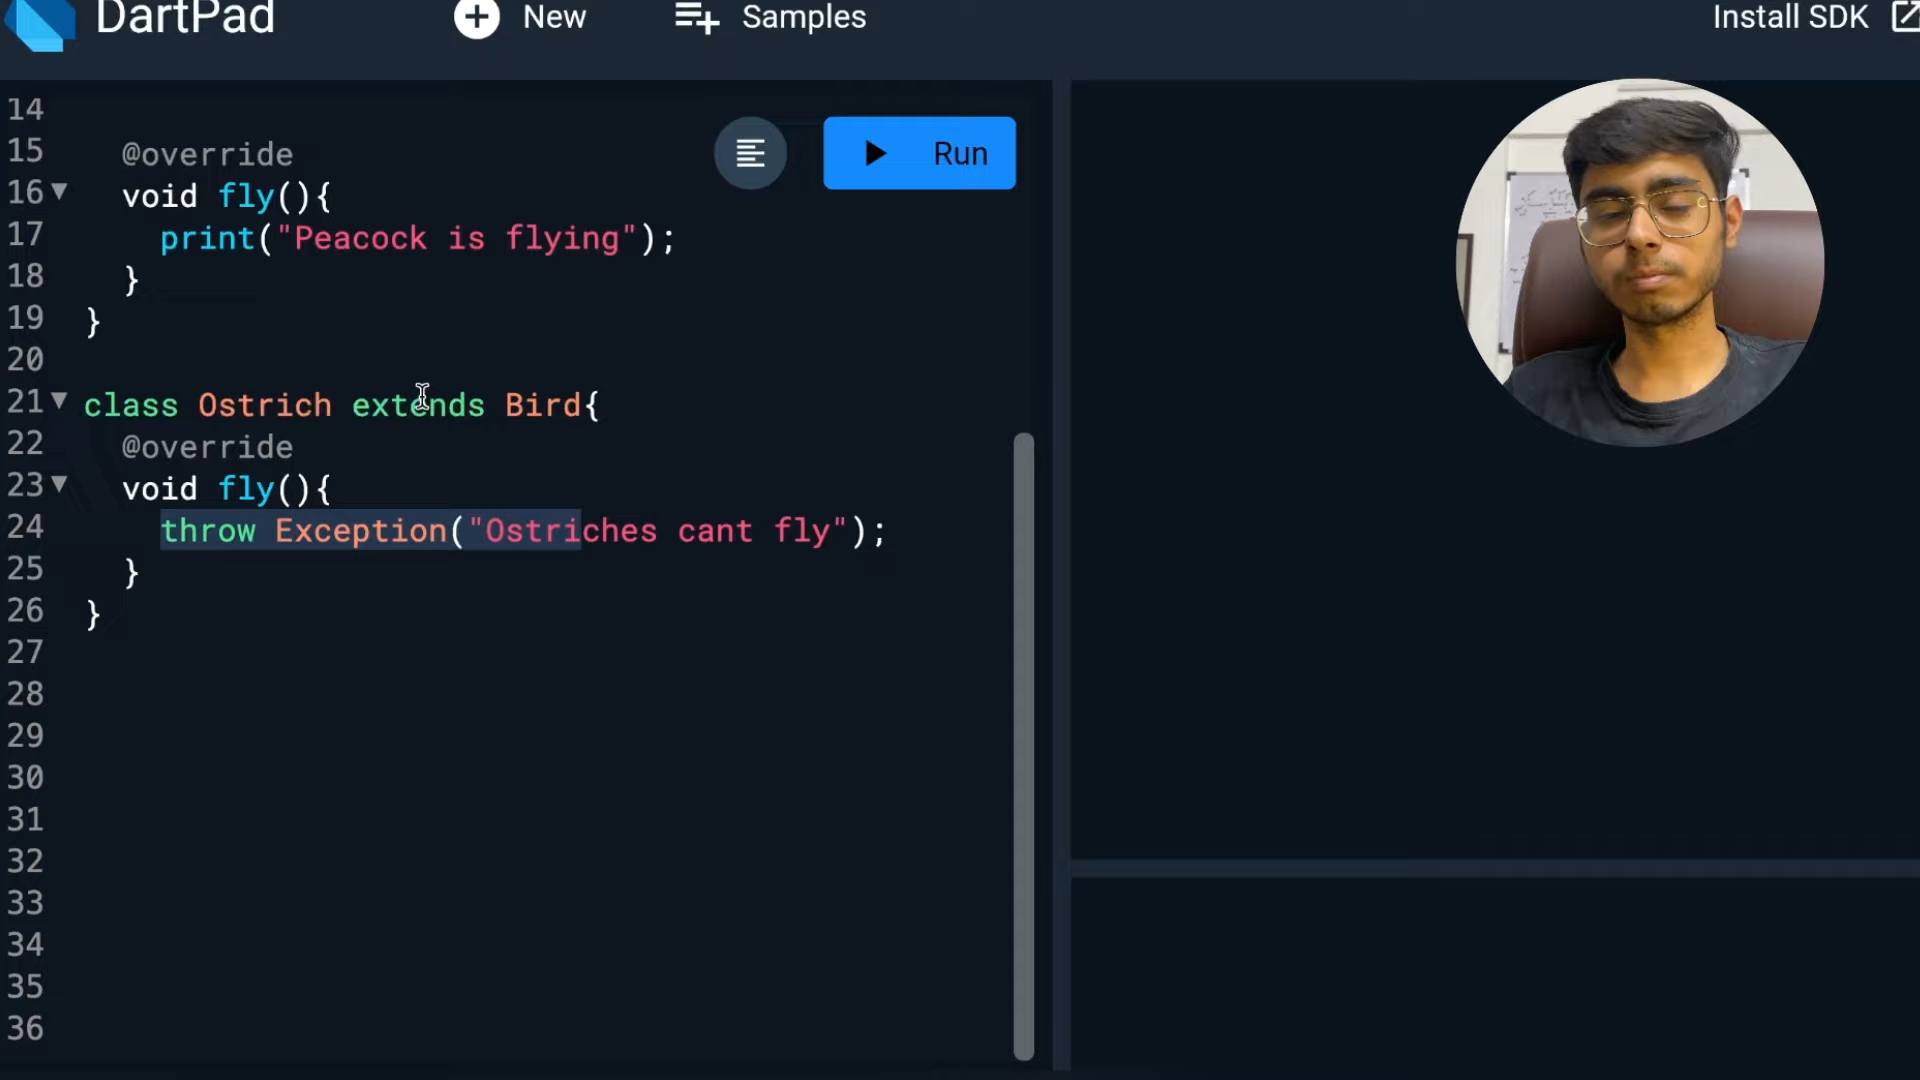 DartPad
New
Samples
Install SDK
Run
14
15 @override
16 void fly(){
17 print("Peacock is flying");
18 }
19 }
20
21 class Ostrich extends Bird{
22 @override
23 void fly(){
24 throw Exception("Ostriches cant fly");
25 }
26 }
27
28
29
30
31
32
33
34
35
36